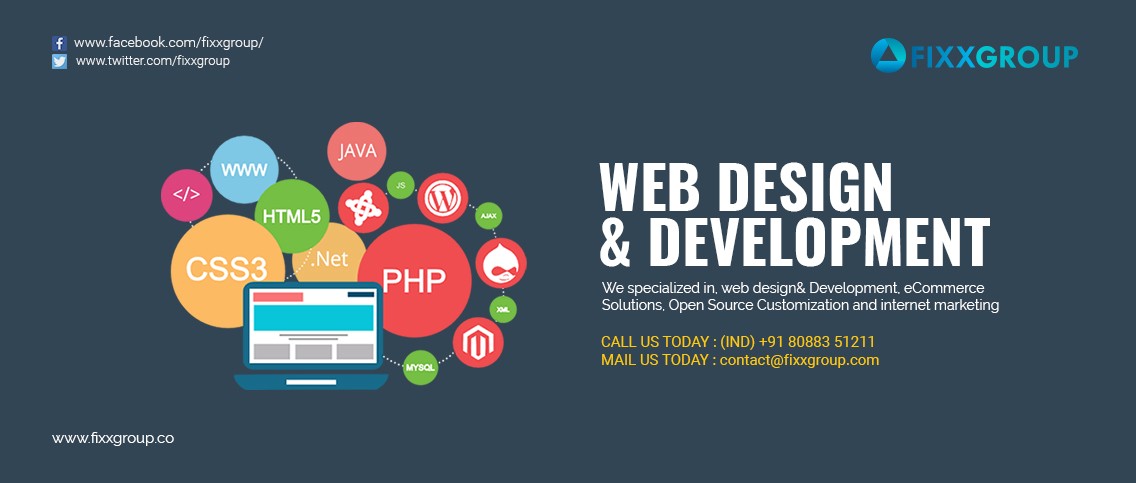 www.facebook.com/fixxgroup/
www.twitter.com/fixxgroup
FIXXGROUP
JAVA
WWW
</>
JS
HTML5
AJAX
CSS3
.Net
PHP
XML
MYSQL
WEB DESIGN
& DEVELOPMENT
We specialized in, web design& Development, eCommerce
Solutions, Open Source Customization and internet marketing
CALL US TODAY : (IND) +91 80883 51211
MAIL US TODAY : contact@fixxgroup.com
www.fixxgroup.co